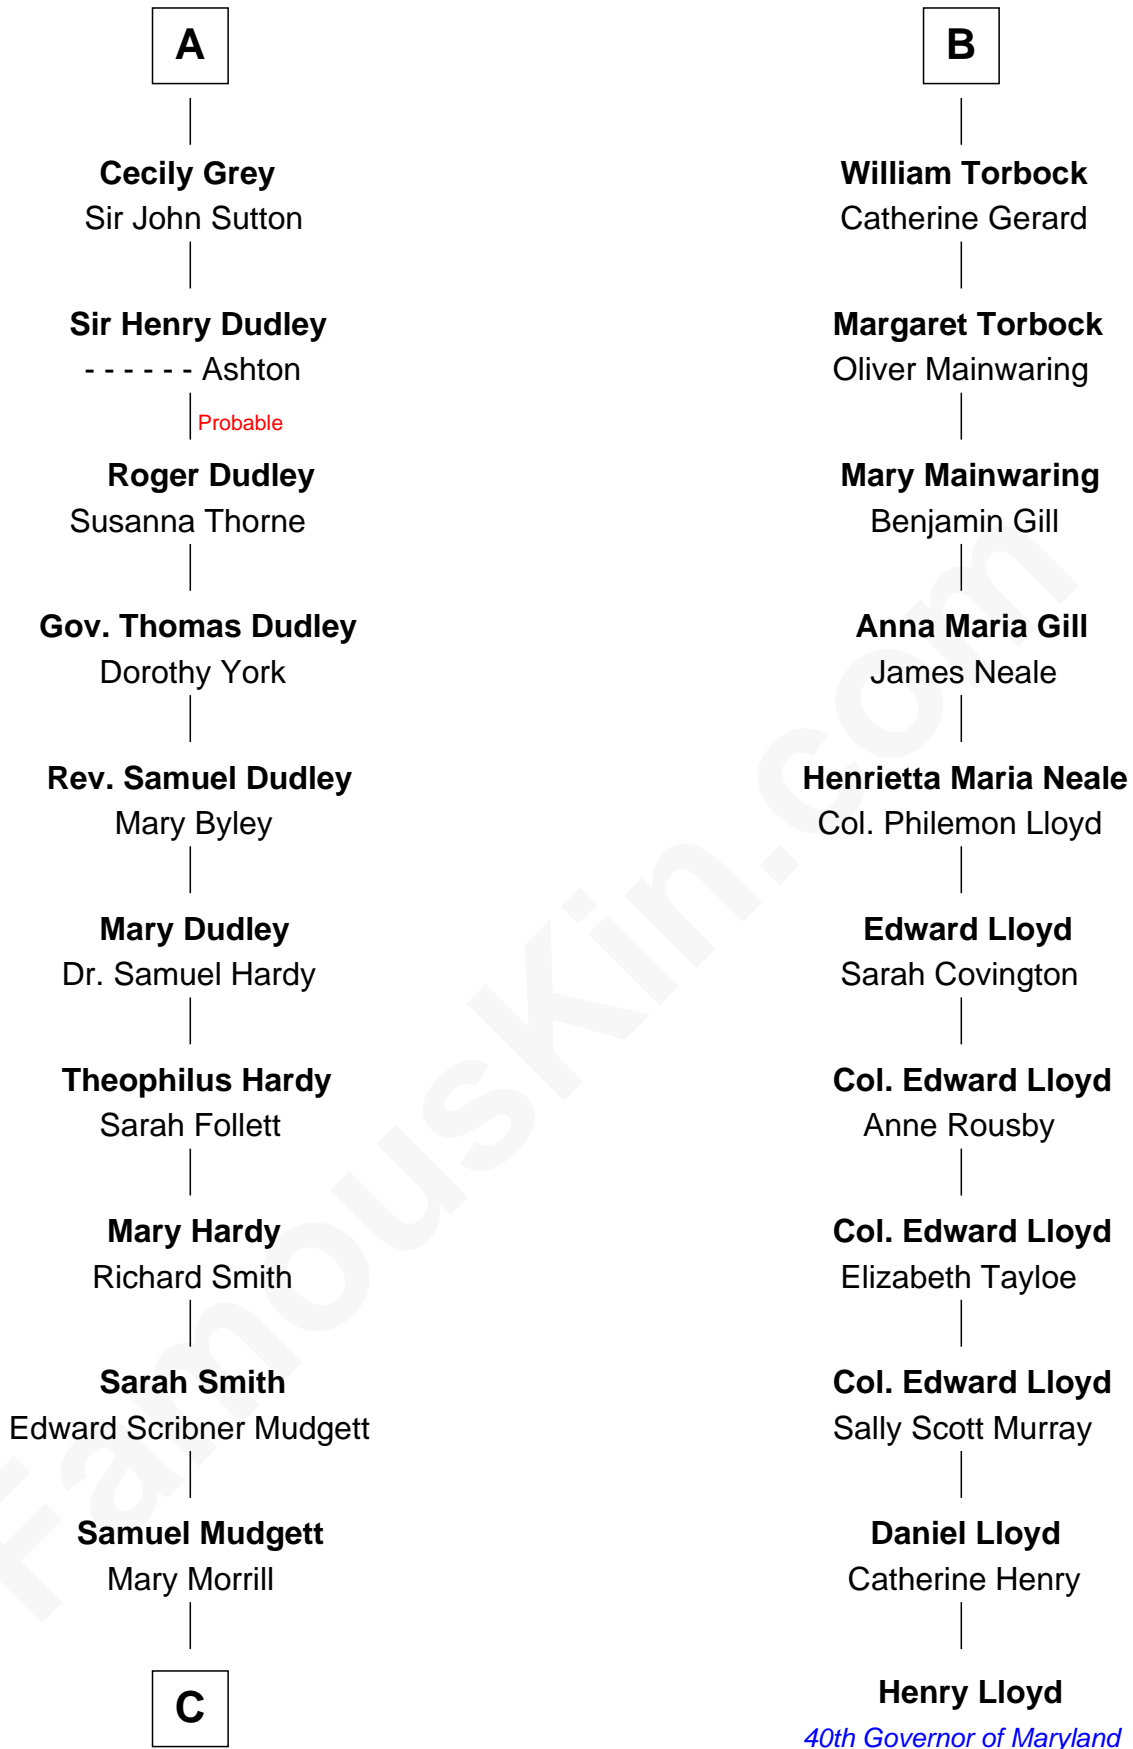 A
Cecily Grey
Sir John Sutton
Sir Henry Dudley
- - - - - - Ashton
Probable
Roger Dudley
Susanna Thorne
Gov. Thomas Dudley
Dorothy York
Rev. Samuel Dudley
Mary Byley
Mary Dudley
Dr. Samuel Hardy
Theophilus Hardy
Sarah Follett
Mary Hardy
Richard Smith
Sarah Smith
Edward Scribner Mudgett
Samuel Mudgett
Mary Morrill
C
B
William Torbock
Catherine Gerard
Margaret Torbock
Oliver Mainwaring
Mary Mainwaring
Benjamin Gill
Anna Maria Gill
James Neale
Henrietta Maria Neale
Col. Philemon Lloyd
Edward Lloyd
Sarah Covington
Col. Edward Lloyd
Anne Rousby
Col. Edward Lloyd
Elizabeth Tayloe
Col. Edward Lloyd
Sally Scott Murray
Daniel Lloyd
Catherine Henry
Henry Lloyd
40th Governor of Maryland
FamousKin.com